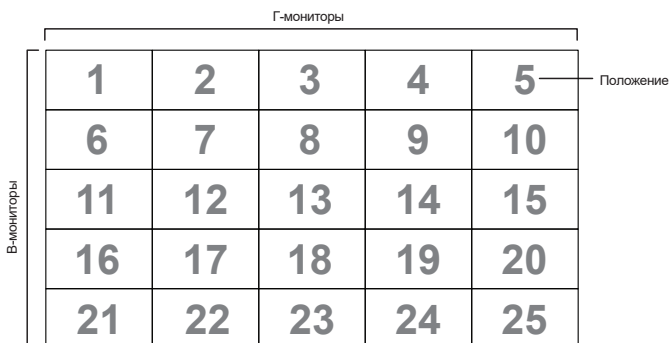 Г-мониторы
1 2 3 4 5 Положение
6 7 8 9 10
В-мониторы
11 12 13 14 15
16 17 18 19 20
21 22 23 24 25